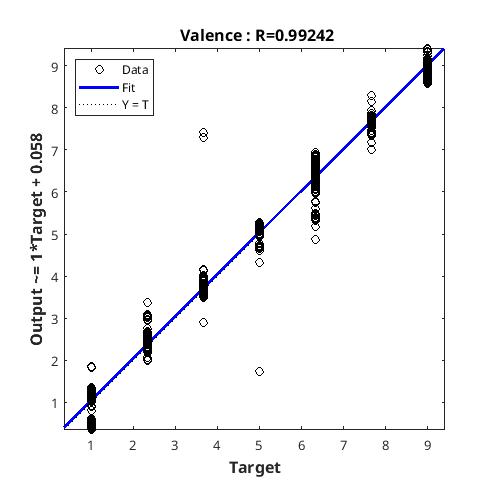 Valence : R=0.99242
Data
Fit
Y = T
Output ~= 1*Target + 0.058
9
8
7
6
5
4
3
2
1
1 2 3 4 5 6 7 8 9
Target